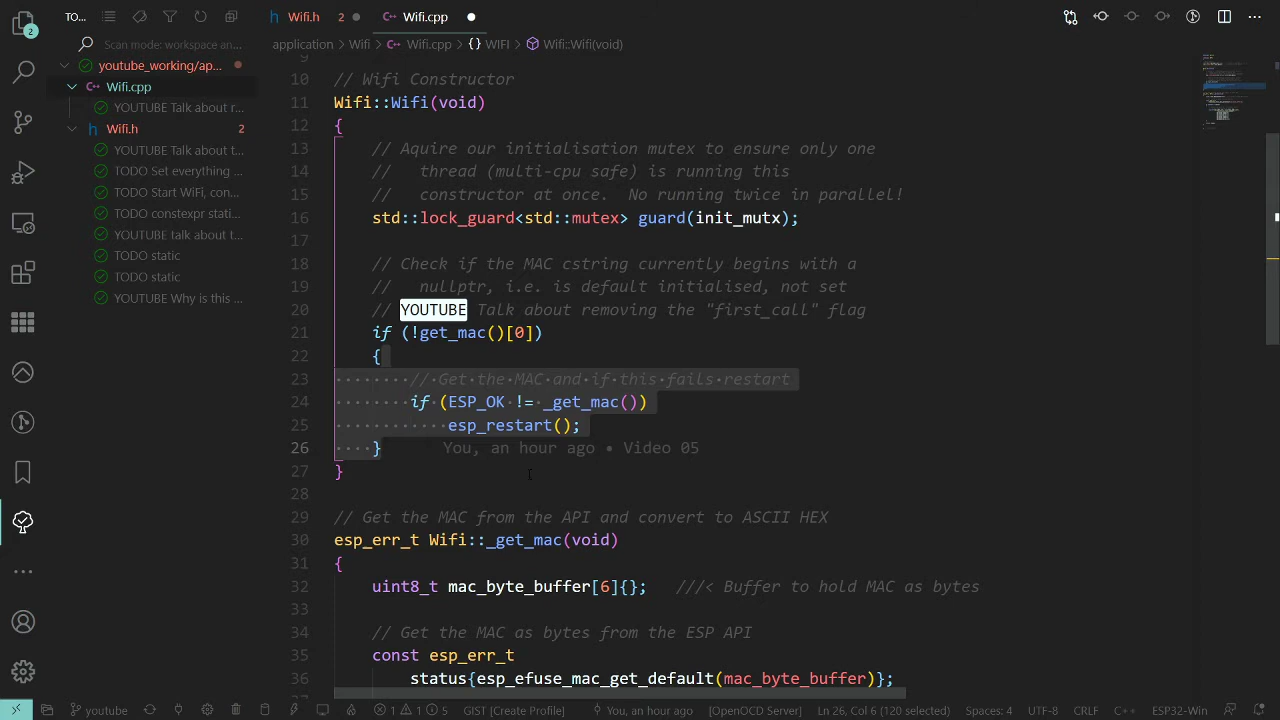 TO...
Wifi.h 2
Wifi.cpp
2
Scan mode: workspace an...
application > Wifi > Wifi.cpp > {} WIFI > Wifi::Wifi(void)
youtube_working/ap...
Wifi.cpp
YOUTUBE Talk about r...
Wifi.h 2
YOUTUBE Talk about t...
TODO Set everything ...
TODO Start WiFi, con...
TODO constexpr stati...
YOUTUBE talk about t...
TODO static
TODO static
YOUTUBE Why is this ...
9
10 // Wifi Constructor
11 Wifi::Wifi(void)
12 {
13 // Aquire our initialisation mutex to ensure only one
14 // thread (multi-cpu safe) is running this
15 // constructor at once. No running twice in parallel!
16 std::lock_guard<std::mutex> guard(init_mutx);
17
18 // Check if the MAC cstring currently begins with a
19 // nullptr, i.e. is default initialised, not set
20 // YOUTUBE Talk about removing the "first_call" flag
21 if (!get_mac()[0])
22 {
23 // Get the MAC and if this fails restart
24 if (ESP_OK != _get_mac())
25 esp_restart();
26 } You, an hour ago • Video 05
27 }
28
29 // Get the MAC from the API and convert to ASCII HEX
30 esp_err_t Wifi::_get_mac(void)
31 {
32 uint8_t mac_byte_buffer[6]{}; ///< Buffer to hold MAC as bytes
33
34 // Get the MAC as bytes from the ESP API
35 const esp_err_t
36 status{esp_efuse_mac_get_default(mac_byte_buffer)};
youtube 1 1 5 GIST [Create Profile] You, an hour ago [OpenOCD Server] Ln 26, Col 6 (120 selected) Spaces: 4 UTF-8 CRLF C++ ESP32-Win